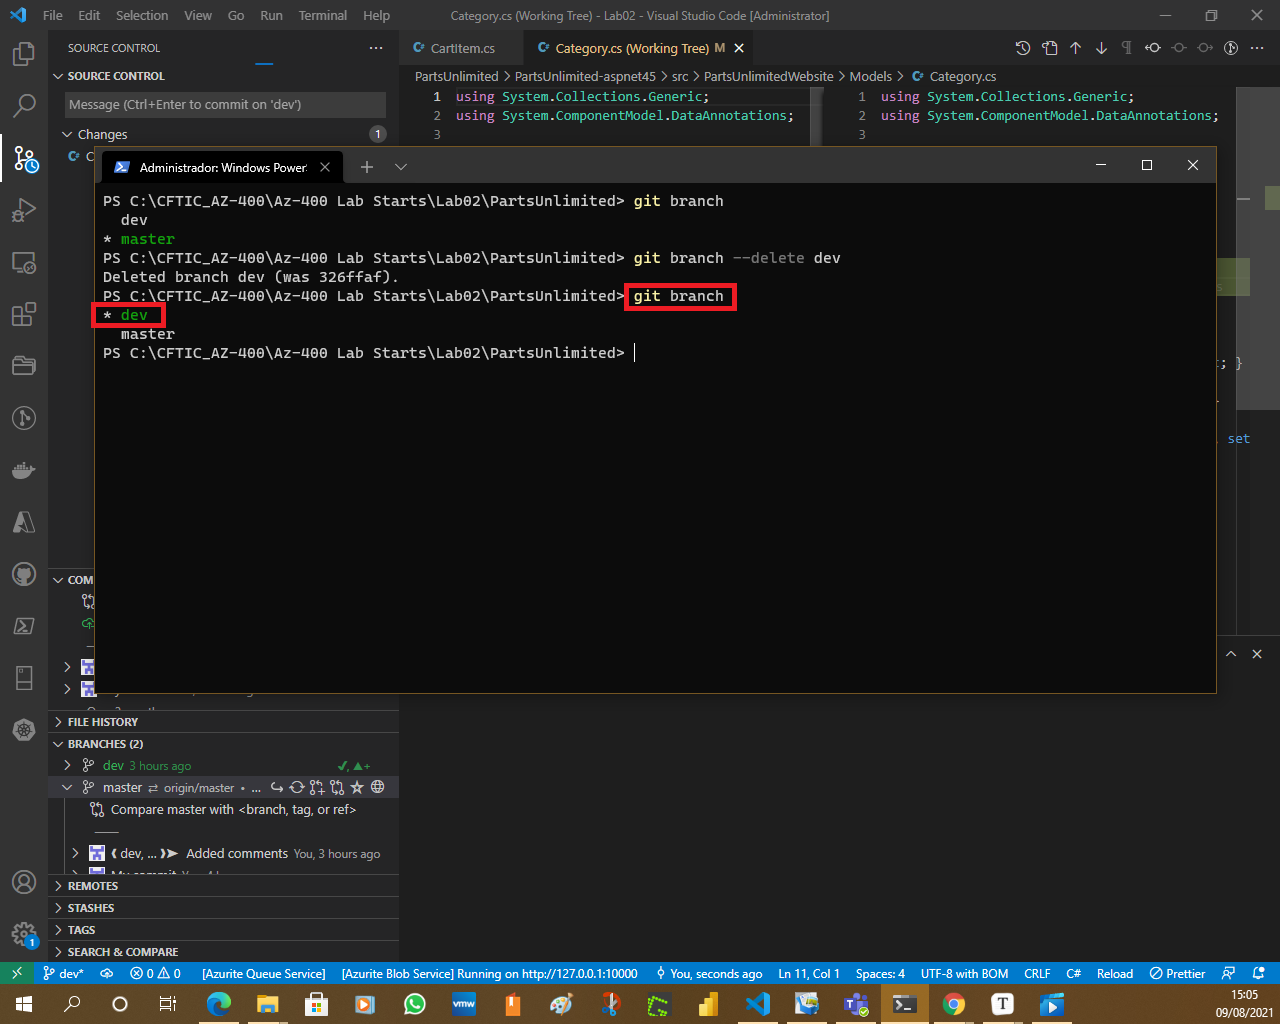 File Edit Selection View Go Run Terminal Help Category.cs (Working Tree) - Lab02 - Visual Studio Code [Administrator]
SOURCE CONTROL
CartItem.cs Category.cs (Working Tree) M
SOURCE CONTROL
PartsUnlimited > PartsUnlimited-aspnet45 > src > PartsUnlimitedWebsite > Models > Category.cs
Message (Ctrl+Enter to commit on 'dev')
1 using System.Collections.Generic;
2 using System.ComponentModel.DataAnnotations;
3
1 using System.Collections.Generic;
2 using System.ComponentModel.DataAnnotations;
3
Changes 1
Administrador: Windows Power
PS C:\CFTIC_AZ-400\Az-400 Lab Starts\Lab02\PartsUnlimited> git branch
dev
* master
PS C:\CFTIC_AZ-400\Az-400 Lab Starts\Lab02\PartsUnlimited> git branch --delete dev
Deleted branch dev (was 326ffaf).
PS C:\CFTIC_AZ-400\Az-400 Lab Starts\Lab02\PartsUnlimited> git branch
* dev
master
PS C:\CFTIC_AZ-400\Az-400 Lab Starts\Lab02\PartsUnlimited>
; }
set
COM
FILE HISTORY
BRANCHES (2)
dev 3 hours ago
master ⇄ origin/master • ...
Compare master with <branch, tag, or ref>
dev, ... Added comments You, 3 hours ago
My commit
REMOTES
STASHES
TAGS
SEARCH & COMPARE
1
dev* 0 0 [Azurite Queue Service] [Azurite Blob Service] Running on http://127.0.0.1:10000 You, seconds ago Ln 11, Col 1 Spaces: 4 UTF-8 with BOM CRLF C# Reload Prettier
vmw
T
15:05
09/08/2021